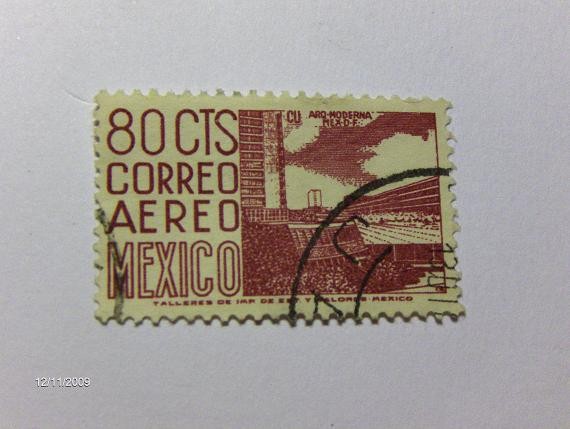 80 CTS
CORREO
AEREO
MEXICO
CU ARQ-MODERNA
MEX-D-F-
TALLERES DE IMP. DE EST. Y VALORES-MEXICO
12/11/2009